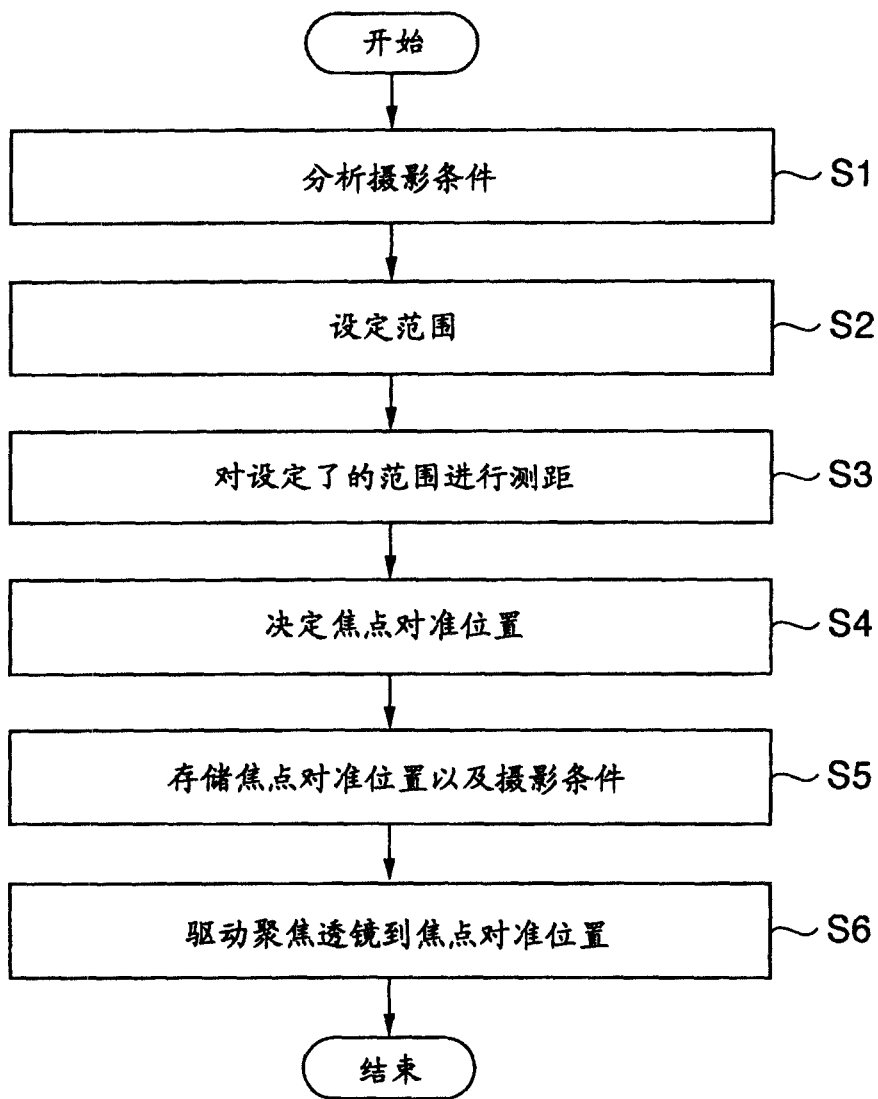 开始
分析摄影条件
S1
设定范围
S2
对设定了的范围进行测距
S3
决定焦点对准位置
S4
存储焦点对准位置以及摄影条件
S5
驱动聚焦透镜到焦点对准位置
S6
结束